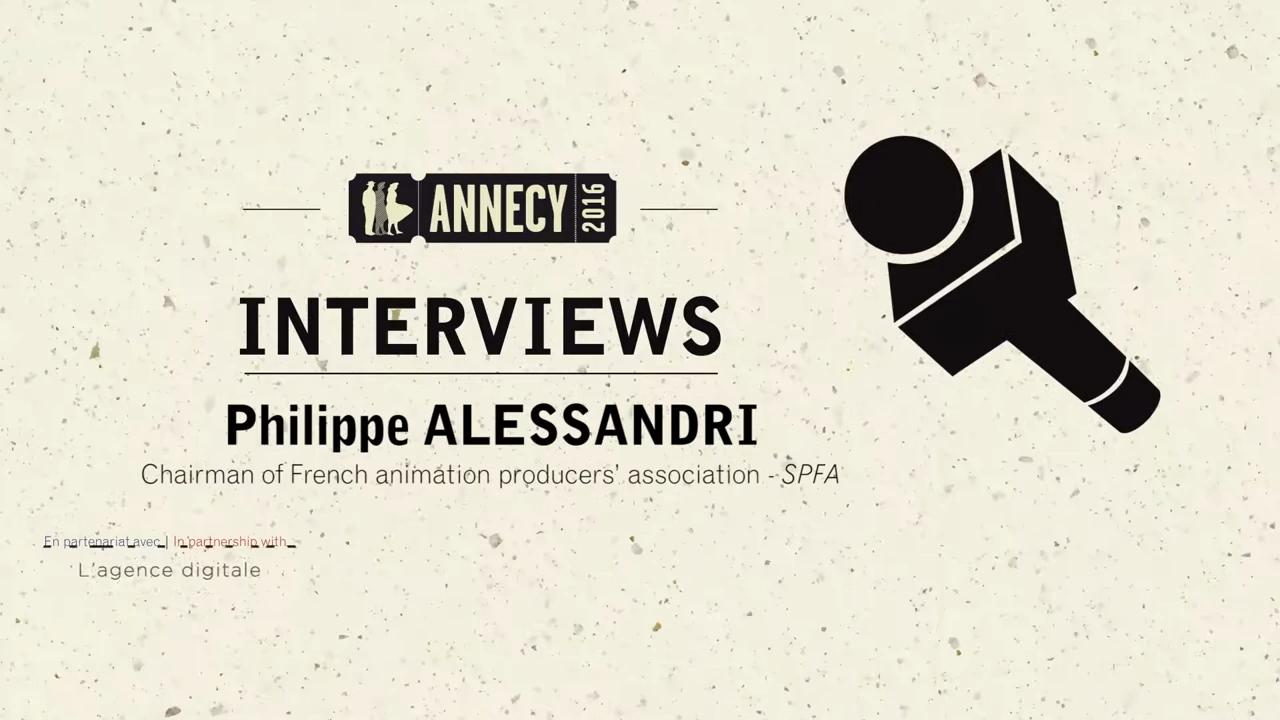 ANNECY 2016
INTERVIEWS
Philippe ALESSANDRI
Chairman of French animation producers' association - SPFA
En partenariat avec | In partnership with
L'agence digitale